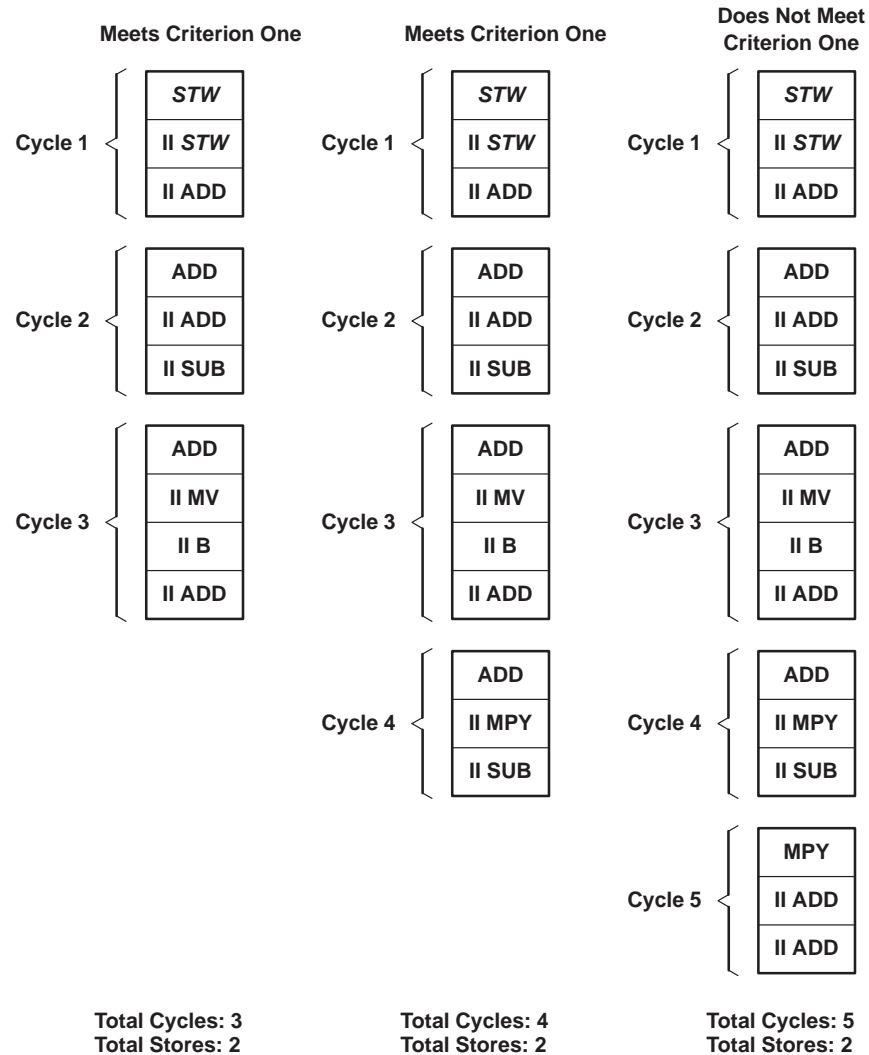 Meets Criterion One
Meets Criterion One
Does Not Meet
Criterion One
Cycle 1
STW
II STW
II ADD
Cycle 1
STW
II STW
II ADD
Cycle 1
STW
II STW
II ADD
Cycle 2
ADD
II ADD
II SUB
Cycle 2
ADD
II ADD
II SUB
Cycle 2
ADD
II ADD
II SUB
Cycle 3
ADD
II MV
II B
II ADD
Cycle 3
ADD
II MV
II B
II ADD
Cycle 3
ADD
II MV
II B
II ADD
Cycle 4
ADD
II MPY
II SUB
Cycle 4
ADD
II MPY
II SUB
Cycle 5
MPY
II ADD
II ADD
Total Cycles: 3
Total Stores: 2
Total Cycles: 4
Total Stores: 2
Total Cycles: 5
Total Stores: 2